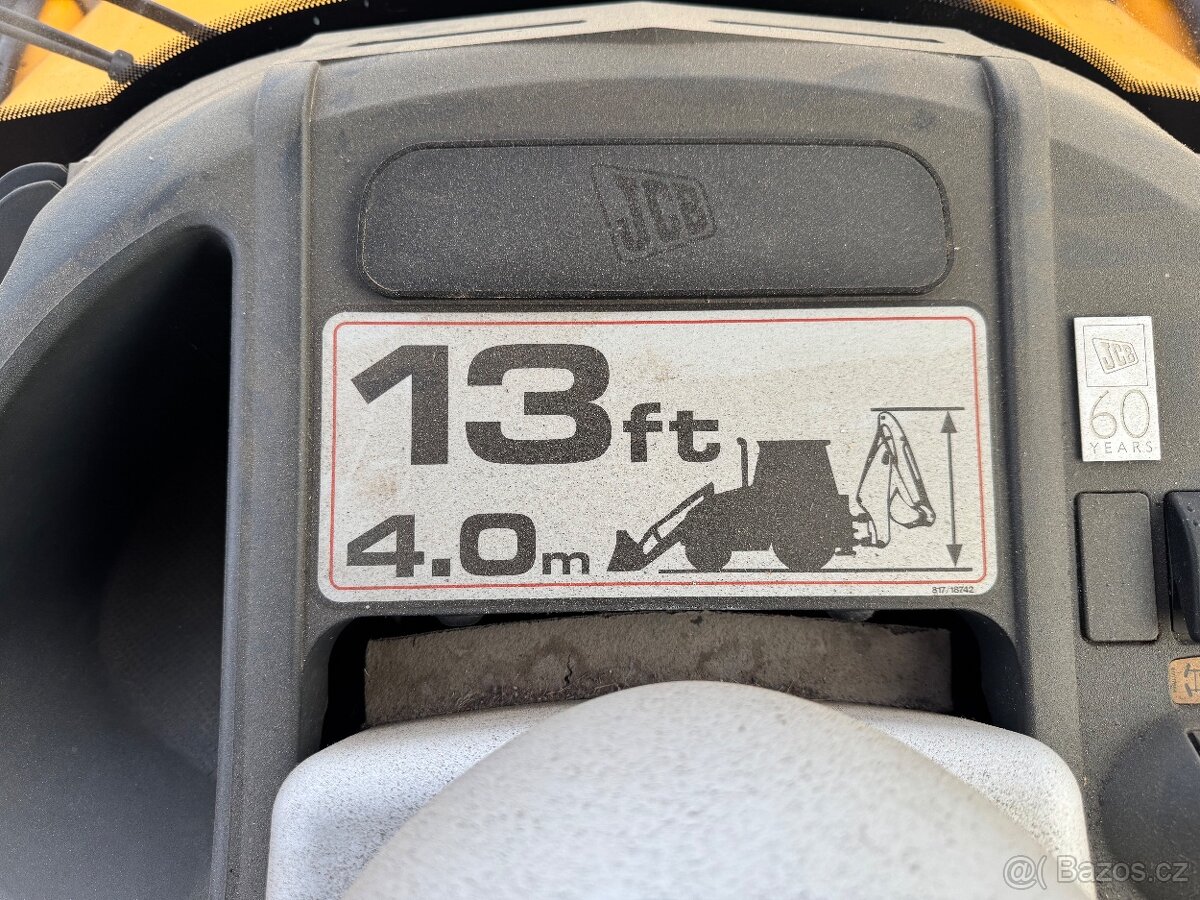 JCB
13ft
4.0m
817/18742
JCB
60
YEARS
@( Bazos.cz